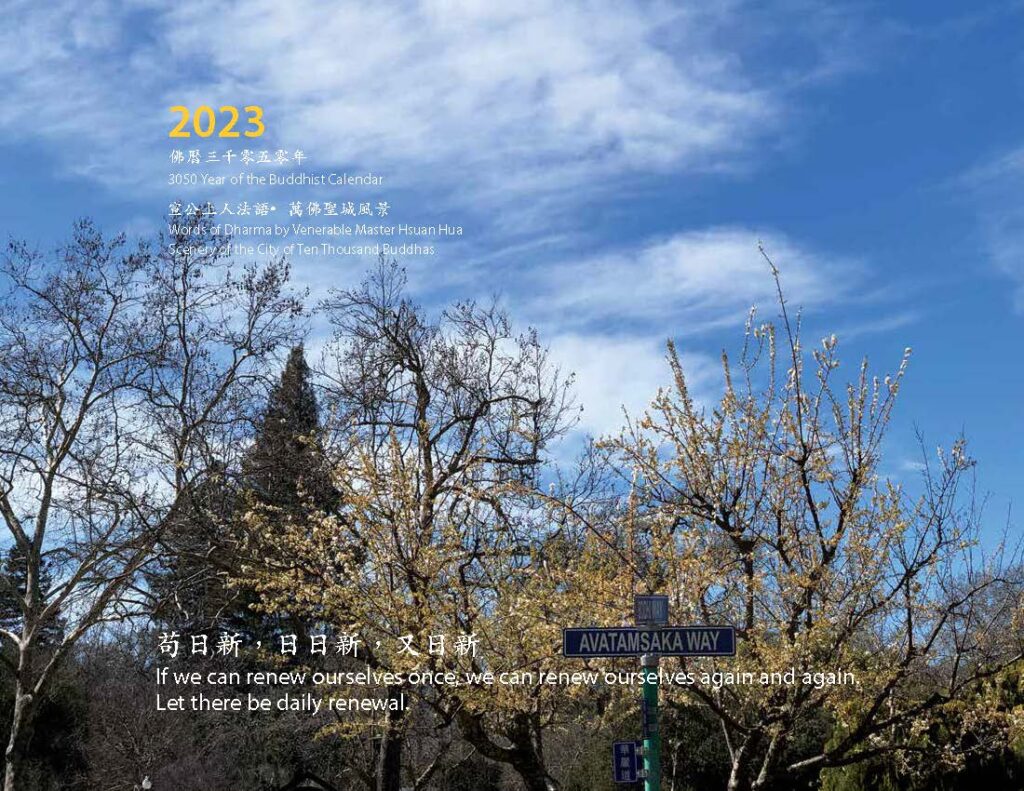 2023
佛曆三千零五零年
3050 Year of the Buddhist Calendar
宣公上人法語• 萬佛聖城風景
Words of Dharma by Venerable Master Hsuan Hua
Scenery of the City of Ten Thousand Buddhas
苟日新，日日新，又日新
AVATAMSAKA WAY
If we can renew ourselves once, we can renew ourselves again and again.
Let there be daily renewal.
華嚴道